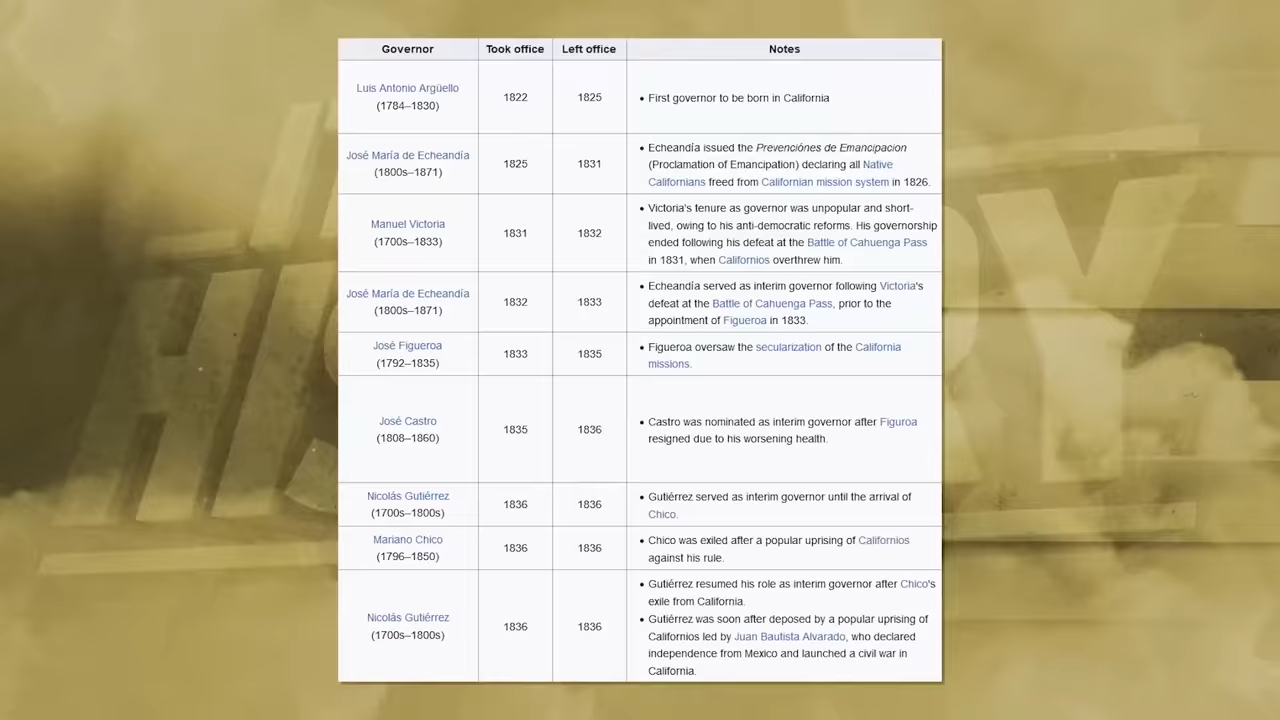 Governor Took office Left office Notes
Luis Antonio Argüello
(1784–1830)
1822 1825
• First governor to be born in California
José María de Echeandía
(1800s–1871)
1825 1831
• Echeandía issued the Prevenciónes de Emancipacion
(Proclamation of Emancipation) declaring all Native
Californians freed from Californian mission system in 1826.
Manuel Victoria
(1700s–1833)
1831 1832
• Victoria's tenure as governor was unpopular and short-
lived, owing to his anti-democratic reforms. His governorship
ended following his defeat at the Battle of Cahuenga Pass
in 1831, when Californios overthrew him.
José María de Echeandía
(1800s–1871)
1832 1833
• Echeandía served as interim governor following Victoria's
defeat at the Battle of Cahuenga Pass, prior to the
appointment of Figueroa in 1833.
José Figueroa
(1792–1835)
1833 1835
• Figueroa oversaw the secularization of the California
missions.
José Castro
(1808–1860)
1835 1836
• Castro was nominated as interim governor after Figuroa
resigned due to his worsening health.
Nicolás Gutiérrez
(1700s–1800s)
1836 1836
• Gutiérrez served as interim governor until the arrival of
Chico.
Mariano Chico
(1796–1850)
1836 1836
• Chico was exiled after a popular uprising of Californios
against his rule.
Nicolás Gutiérrez
(1700s–1800s)
1836 1836
• Gutiérrez resumed his role as interim governor after Chico's
exile from California.
• Gutiérrez was soon after deposed by a popular uprising of
Californios led by Juan Bautista Alvarado, who declared
independence from Mexico and launched a civil war in
California.